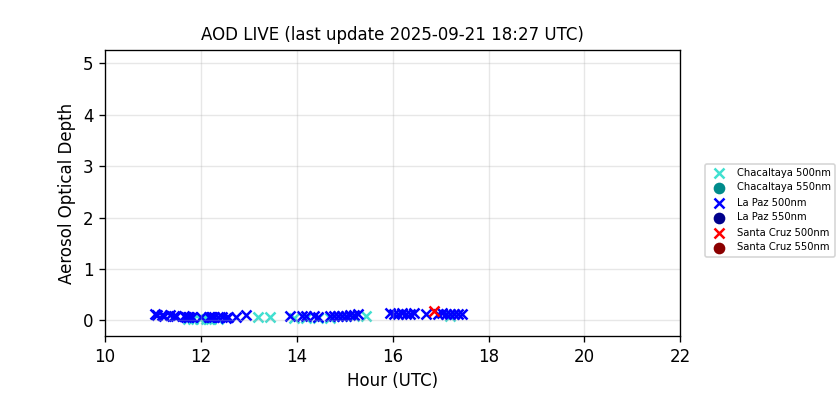 AOD LIVE (last update 2025-09-21 18:27 UTC)
Aerosol Optical Depth
5
4
3
2
1
0
10 12 14 16 18 20 22
Hour (UTC)
Chacaltaya 500nm
Chacaltaya 550nm
La Paz 500nm
La Paz 550nm
Santa Cruz 500nm
Santa Cruz 550nm